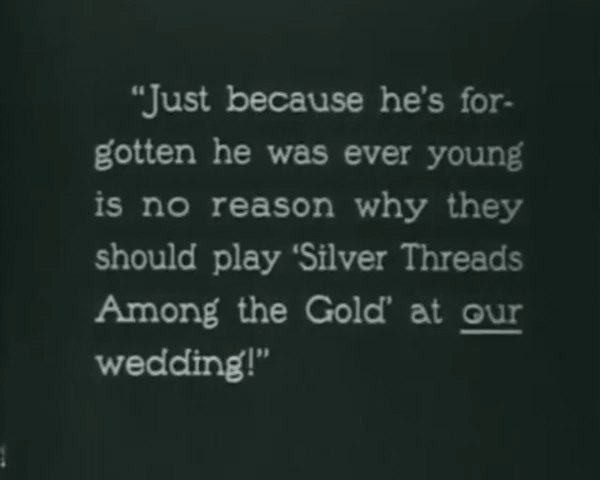 “Just because he's for-
gotten he was ever young
is no reason why they
should play ‘Silver Threads
Among the Gold’ at our
wedding!”